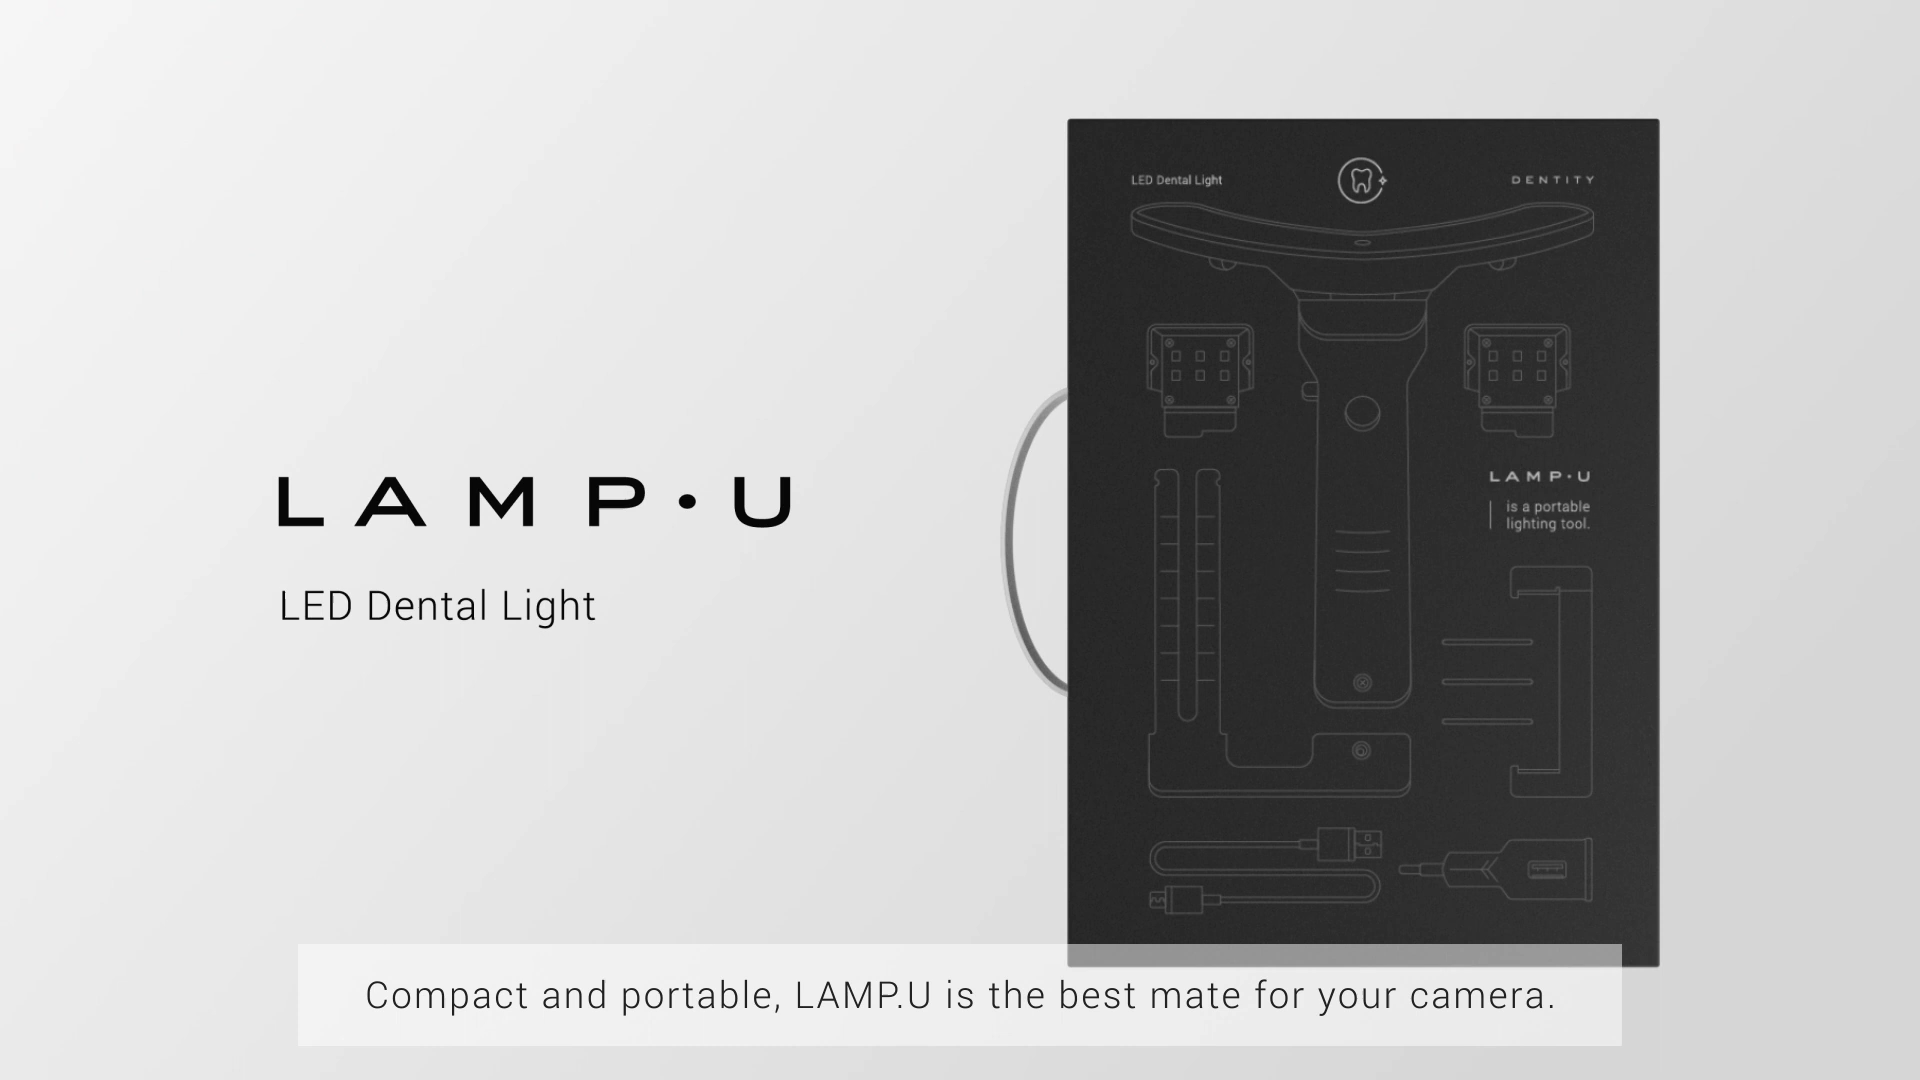 LAMP·U
LED Dental Light
LED Dental Light
DENTITY
LAMP·U
is a portable
lighting tool.
Compact and portable, LAMP.U is the best mate for your camera.